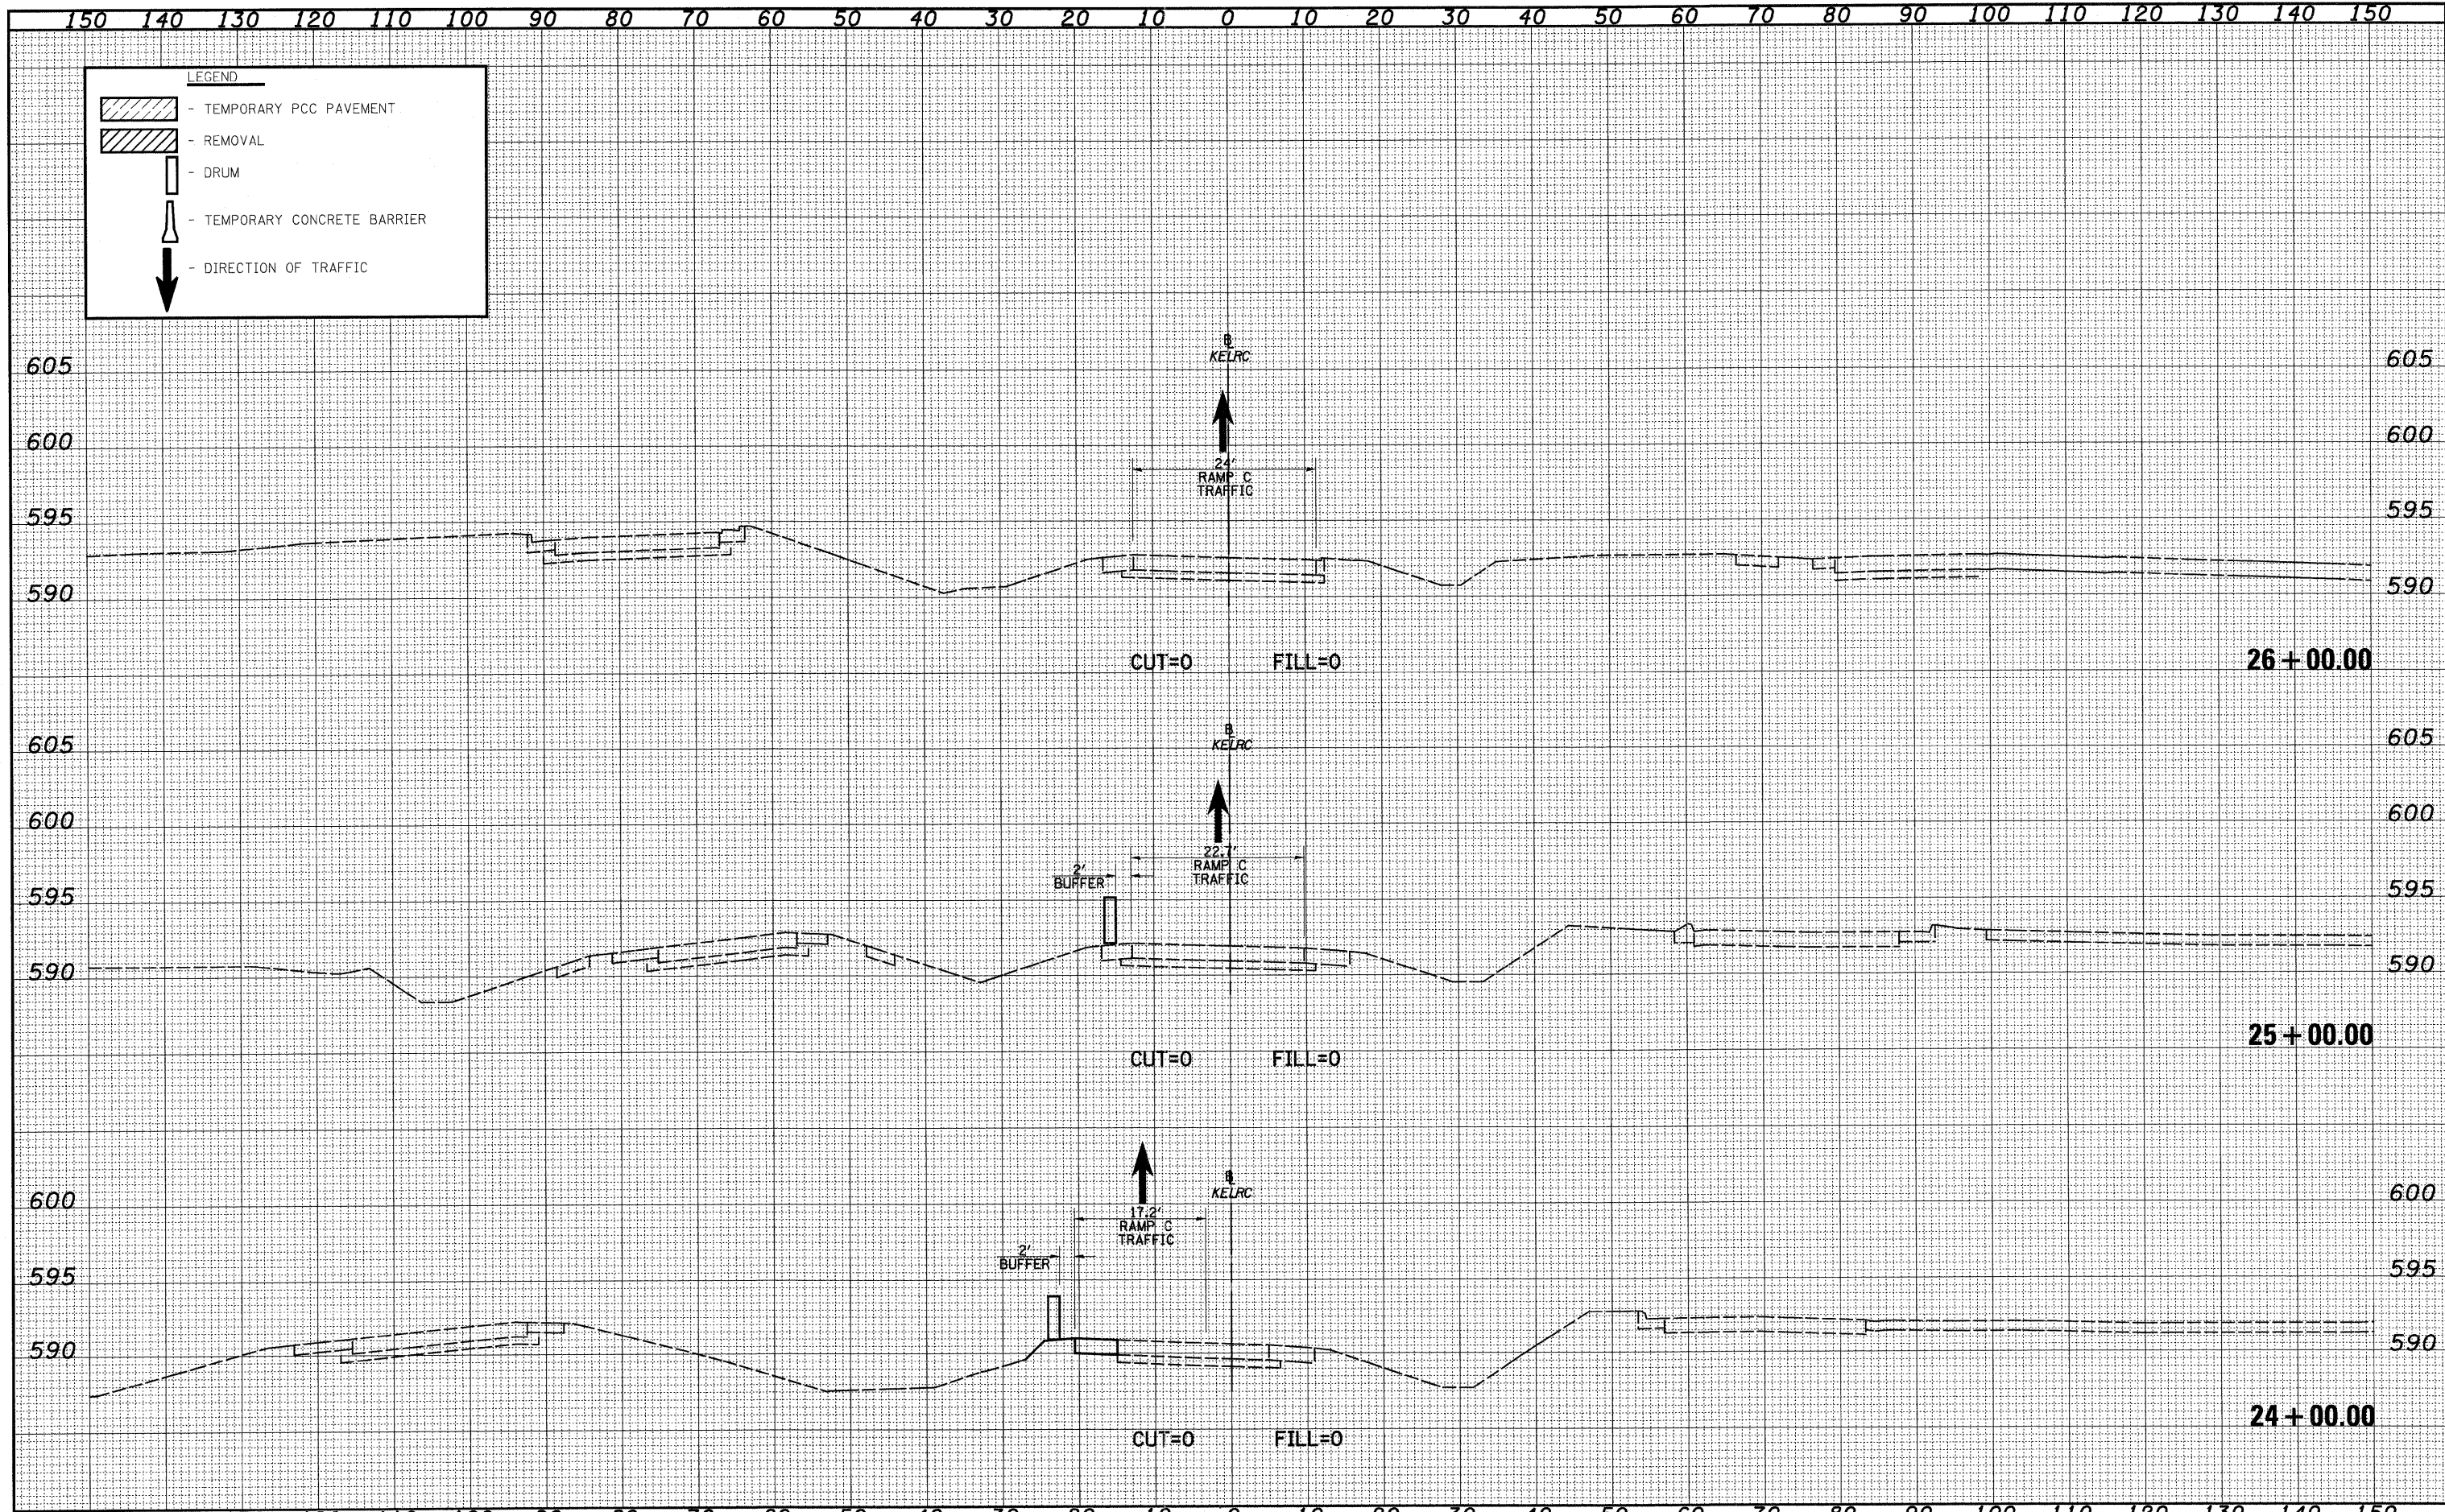 150 140 130 120 110 100 90 80 70 60 50 40 30 20 10 0 10 20 30 40 50 60 70 80 90 100 110 120 130 140 150
LEGEND
- TEMPORARY PCC PAVEMENT
- REMOVAL
- DRUM
- TEMPORARY CONCRETE BARRIER
- DIRECTION OF TRAFFIC
KELRC
605 605
600 600
24'
RAMP C
TRAFFIC
595 595
590 590
CUT=0 FILL=0
26+00.00
KELRC
605 605
600 600
22.7'
RAMP C
TRAFFIC
2'
BUFFER
595 595
590 590
CUT=0 FILL=0
25+00.00
KELRC
600 600
17.2'
RAMP C
TRAFFIC
2'
BUFFER
595 595
590 590
24+00.00
CUT=0 FILL=0